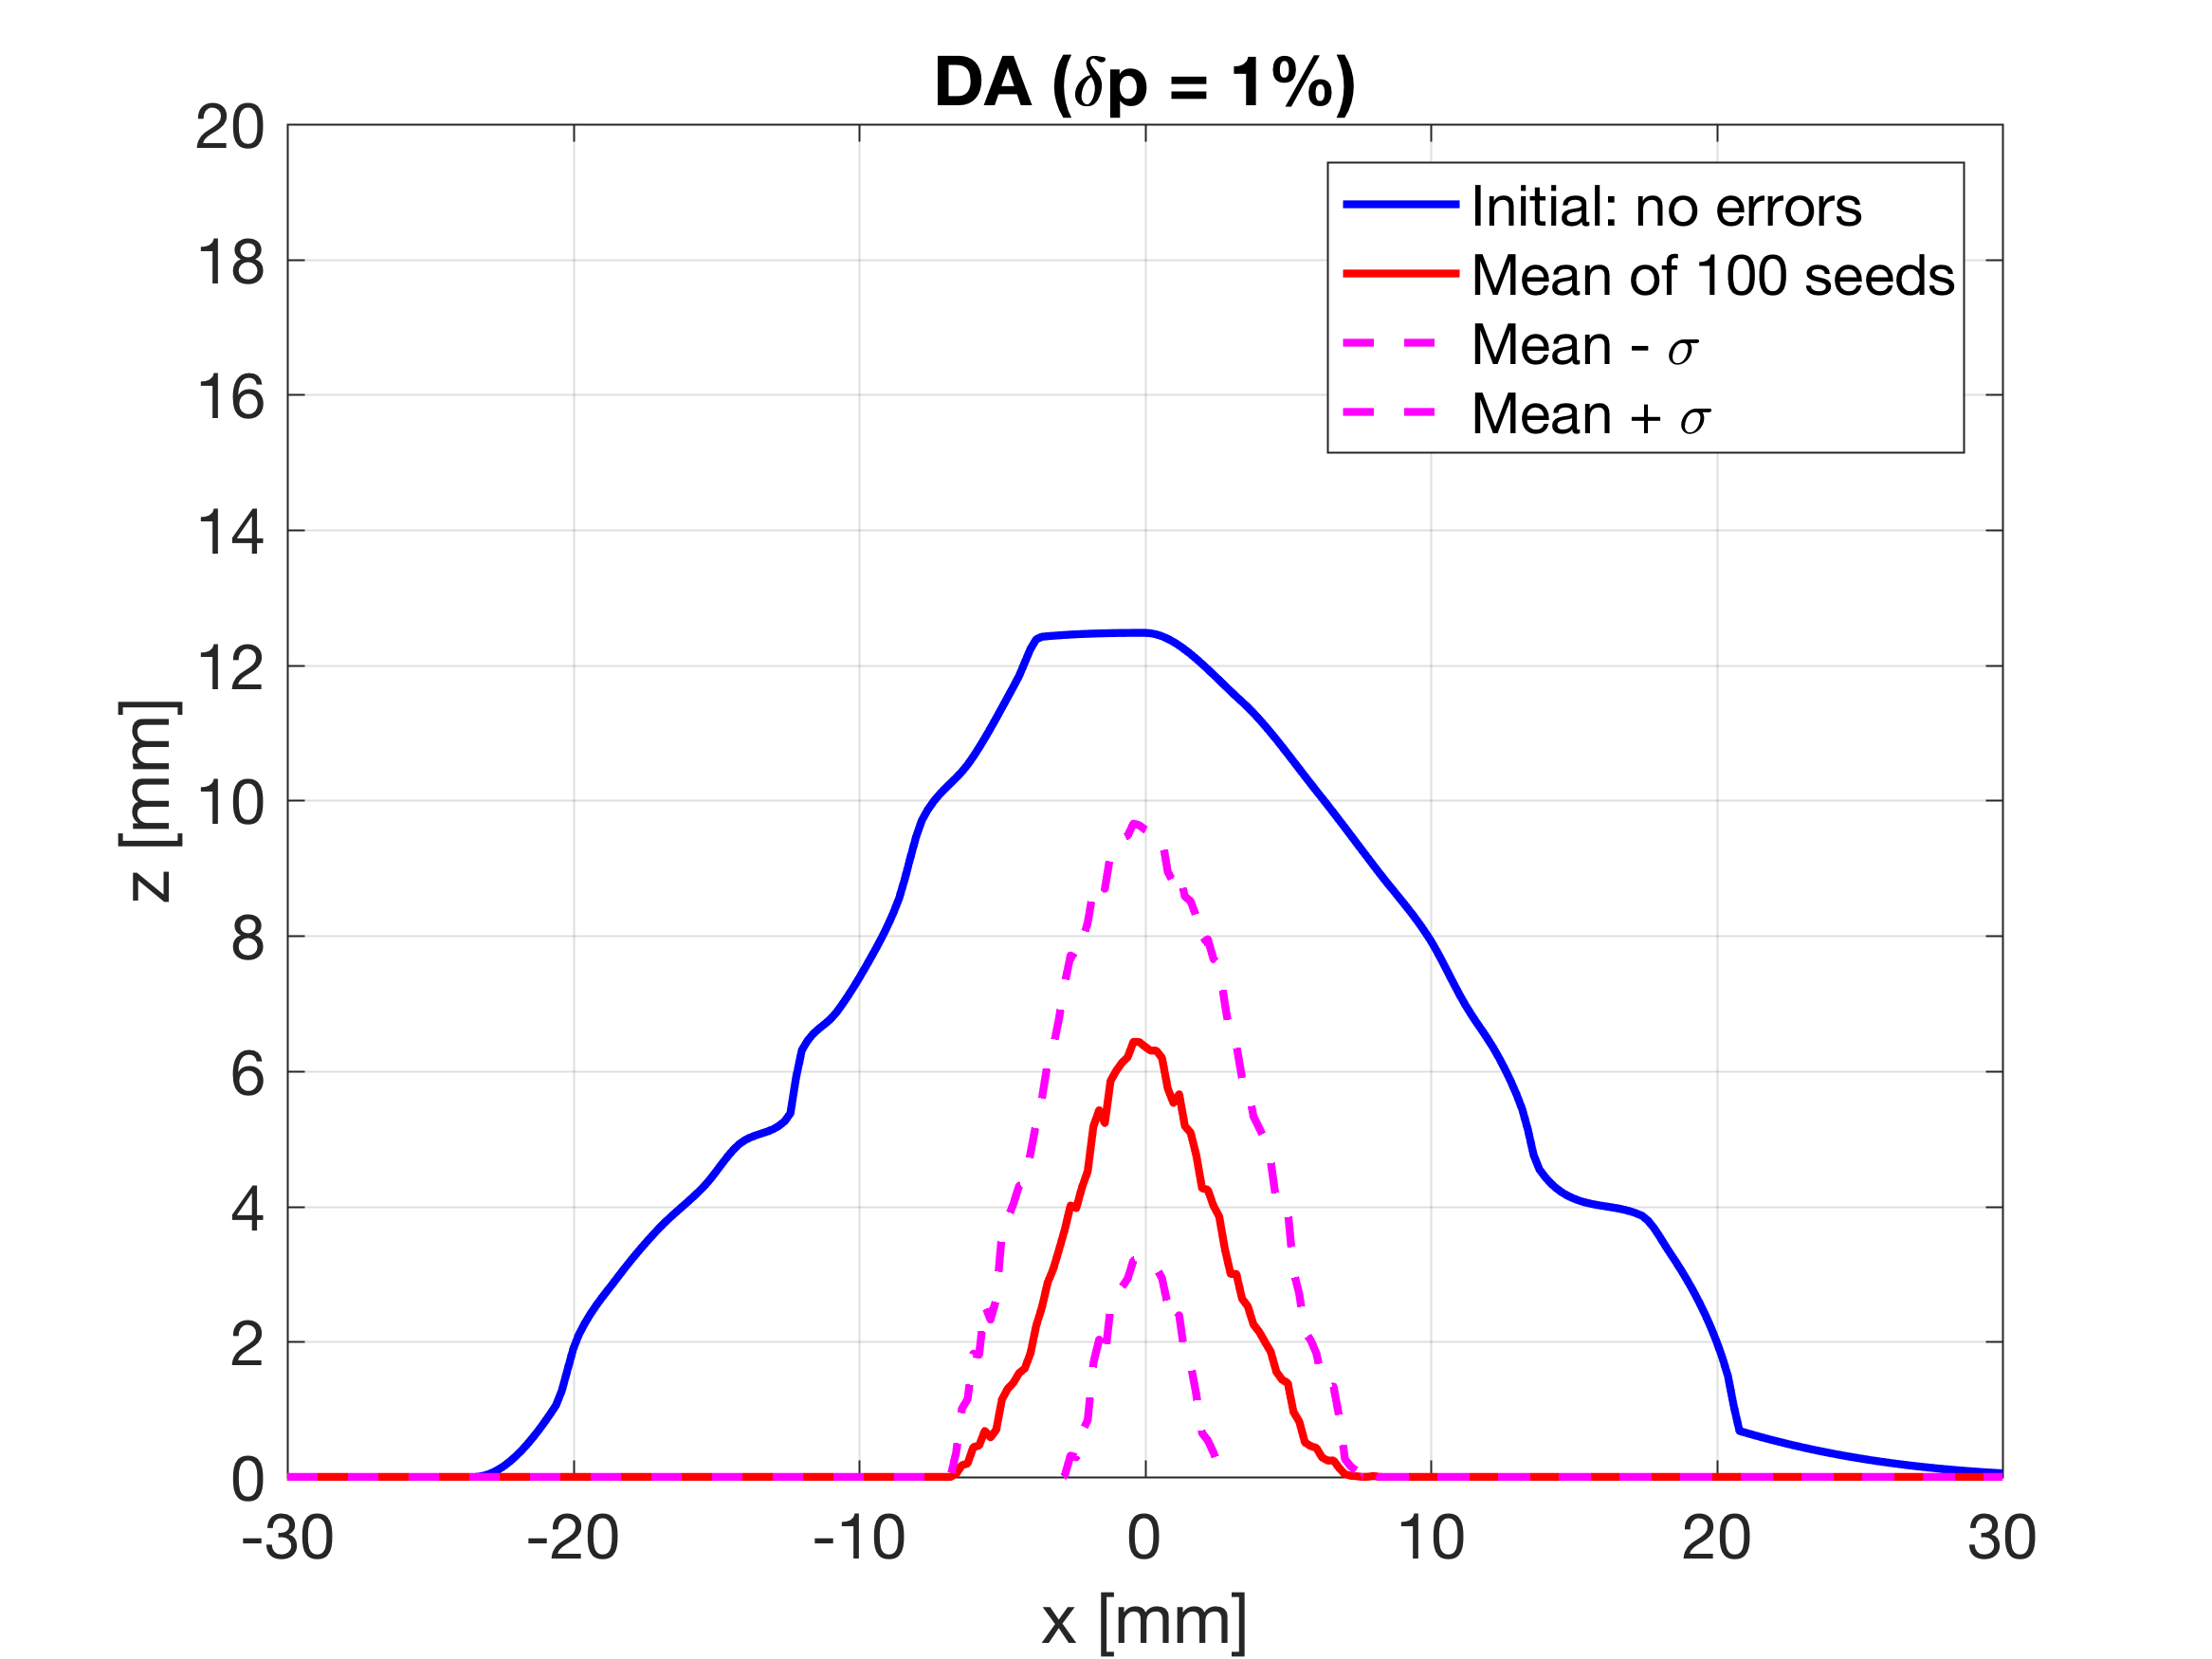 DA (δp = 1%)
Initial: no errors
Mean of 100 seeds
Mean - σ
Mean + σ
20
18
16
14
12
10
8
6
4
2
0
z [mm]
-30 -20 -10 0 10 20 30
x [mm]